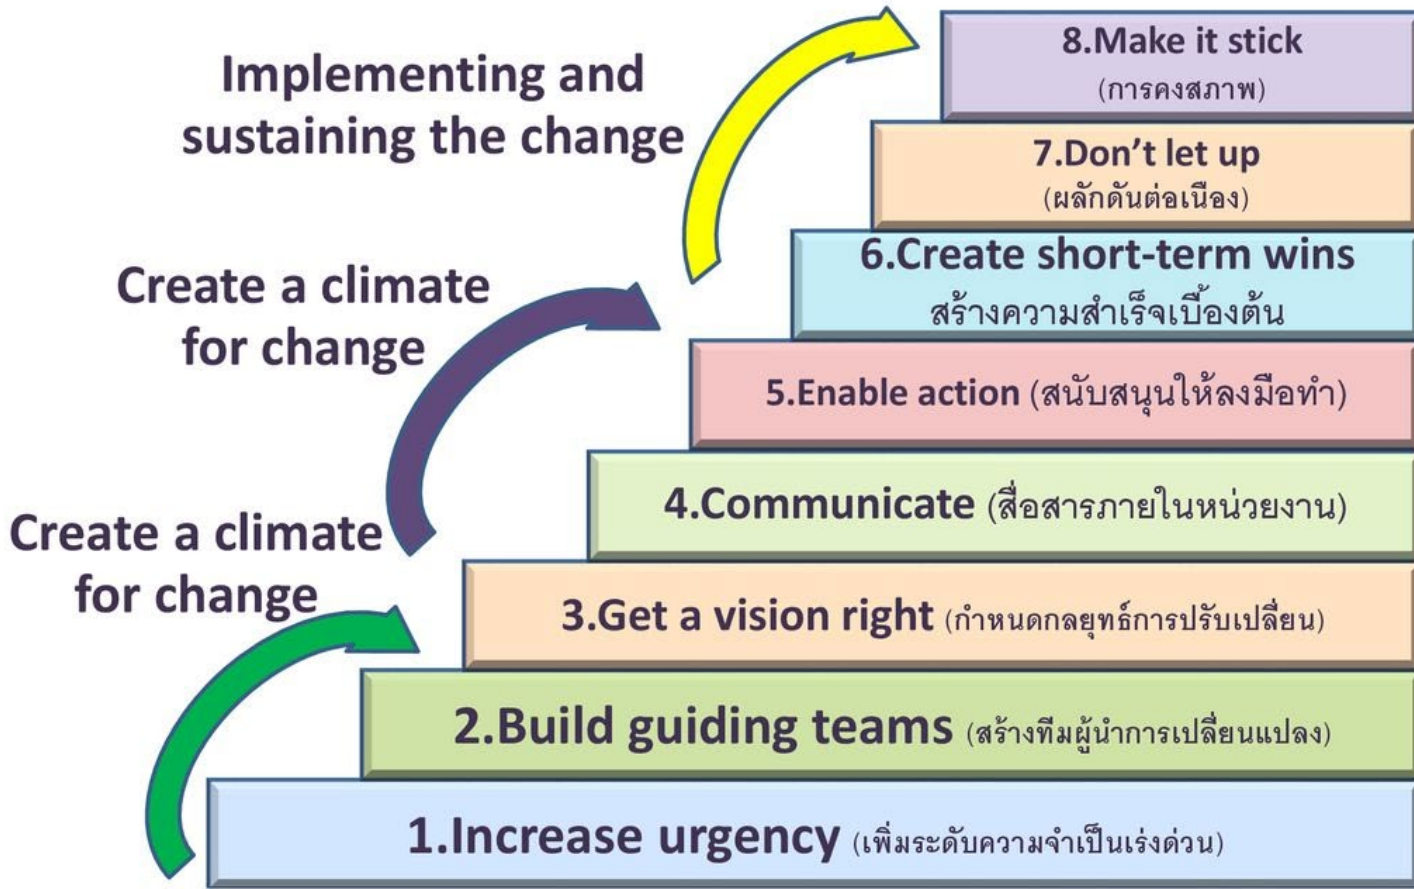 Implementing and
sustaining the change
8.Make it stick
(การคงสภาพ)
7.Don't let up
(ผลักดันต่อเนื่อง)
Create a climate
for change
6.Create short-term wins
สร้างความสำเร็จเบื้องต้น
5.Enable action (สนับสนุนให้ลงมือทำ)
4.Communicate (สื่อสารภายในหน่วยงาน)
Create a climate
for change
3.Get a vision right (กำหนดกลยุทธ์การปรับเปลี่ยน)
2.Build guiding teams (สร้างทีมผู้นำการเปลี่ยนแปลง)
1.Increase urgency (เพิ่มระดับความจำเป็นเร่งด่วน)